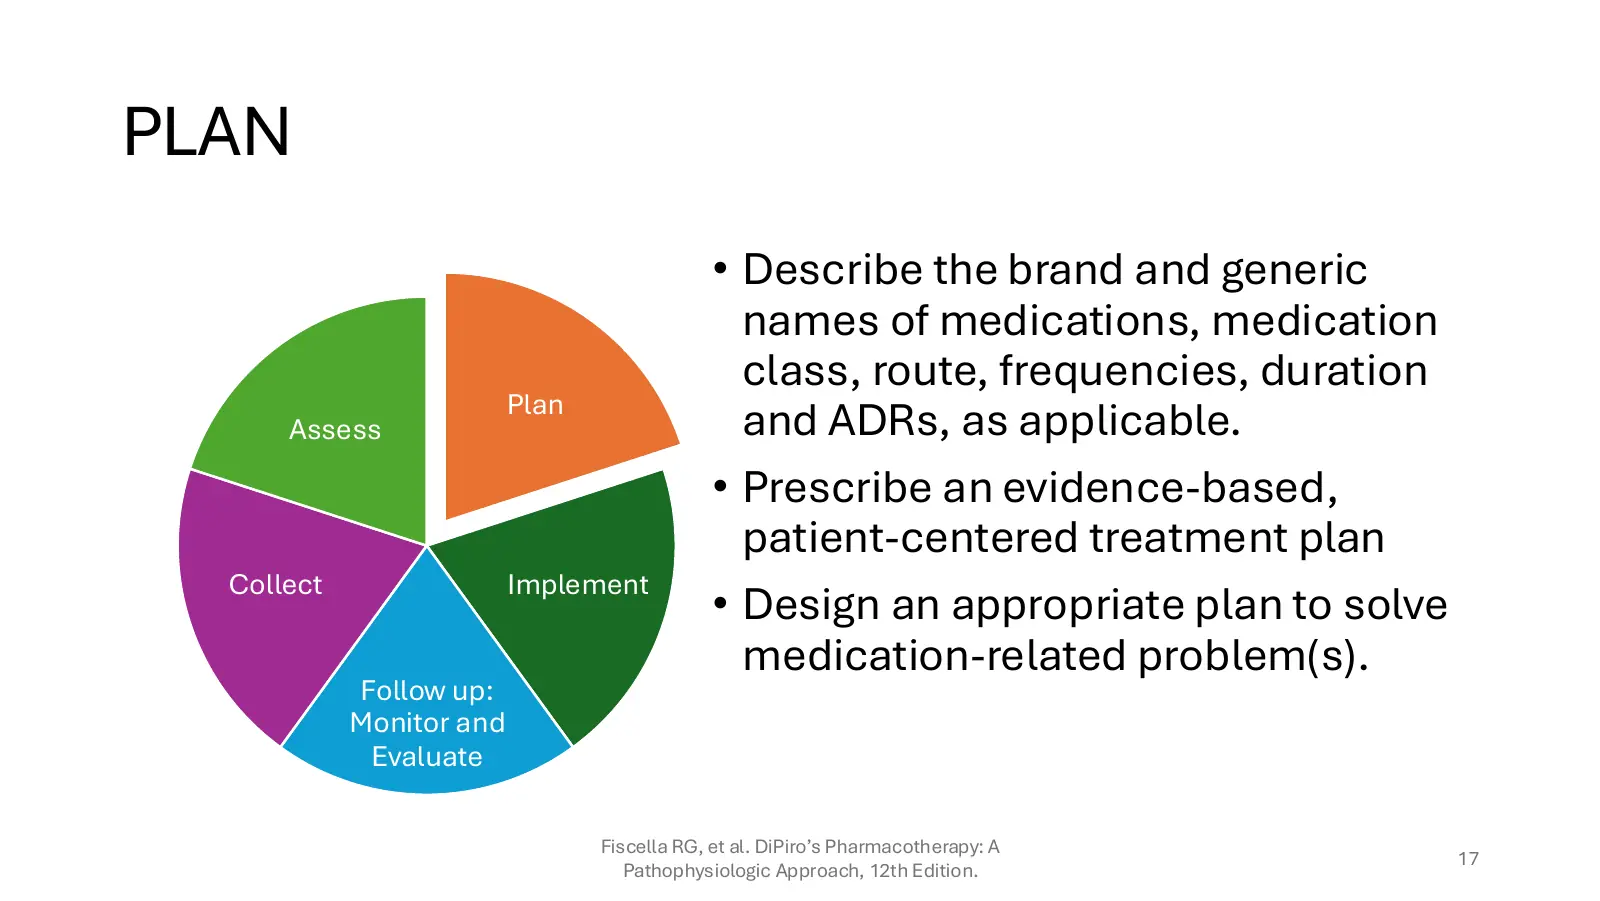 PLAN
Plan
Assess
Collect
Implement
Follow up:
Monitor and
Evaluate
• Describe the brand and generic
names of medications, medication
class, route, frequencies, duration
and ADRs, as applicable.
• Prescribe an evidence-based,
patient-centered treatment plan
• Design an appropriate plan to solve
medication-related problem(s).
Fiscella RG, et al. DiPiro’s Pharmacotherapy: A
Pathophysiologic Approach, 12th Edition.
17